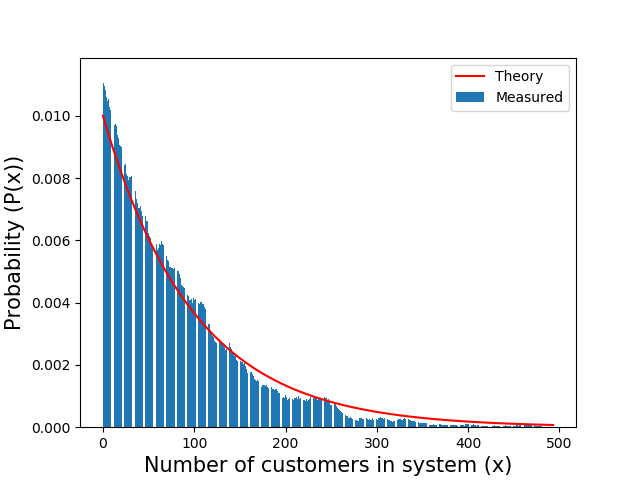 Theory
Measured
Probability (P(x))
0.010
0.008
0.006
0.004
0.002
0.000
0 100 200 300 400 500
Number of customers in system (x)